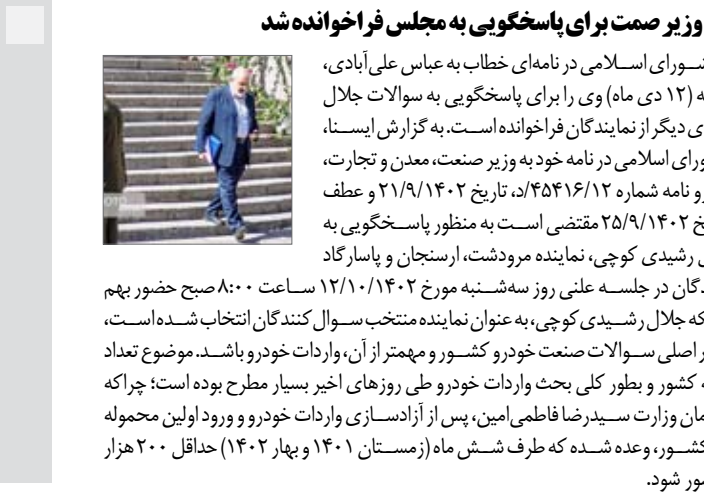 وزیر صمت برای پاسخگویی به مجلس فراخوانده شد
شورای اسلامی در نامه‌ای خطاب به عباس علی‌آبادی،
(۱۲ دی ماه) وی را برای پاسخگویی به سوالات جلال
دیگر از نمایندگان فراخوانده است. به گزارش ایسنا،
ورای اسلامی در نامه خود به وزیر صنعت، معدن و تجارت،
و نامه شماره ۴۵۴۱۶/۱۲/د، تاریخ ۲۱/۹/۱۴۰۲ و عطف
خ ۲۵/۹/۱۴۰۲ مقتضی است به منظور پاسخگویی به
رشیدی کوچی، نماینده مرودشت، ارسنجان و پاسارگاد
دگان در جلسه علنی روز سه‌شنبه مورخ ۱۲/۱۰/۱۴۰۲ ساعت ۸:۰۰ صبح حضور بهم
که جلال رشیدی کوچی، به عنوان نماینده منتخب سوال کنندگان انتخاب شده است،
ر اصلی سوالات صنعت خودرو کشور و مهمتر از آن، واردات خودرو باشد. موضوع تعداد
ه کشور و بطور کلی بحث واردات خودرو طی روزهای اخیر بسیار مطرح بوده است؛ چراکه
مان وزارت سیدرضا فاطمی‌امین، پس از آزادسازی واردات خودرو و ورود اولین محموله
کشور، وعده شده که ظرف شش ماه (زمستان ۱۴۰۱ و بهار ۱۴۰۲) حداقل ۲۰۰ هزار
ور شود.